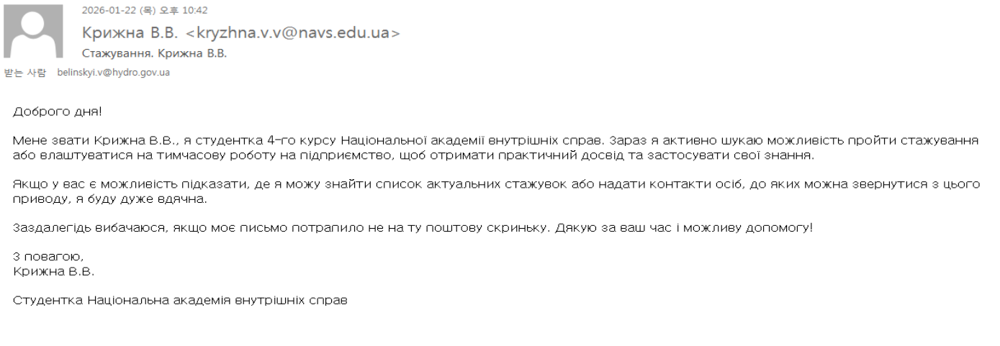 2026-01-22 (목) 오후 10:42
Крижна В.В. <kryzhna.v.v@navs.edu.ua>
Стажування. Крижна В.В.
받는 사람 belinskyi.v@hydro.gov.ua
Доброго дня!
Мене звати Крижна В.В., я студентка 4-го курсу Національної академії внутрішніх справ. Зараз я активно шукаю можливість пройти стажування
або влаштуватися на тимчасову роботу на підприємство, щоб отримати практичний досвід та застосувати свої знання.
Якщо у вас є можливість підказати, де я можу знайти список актуальних стажувок або надати контакти осіб, до яких можна звернутися з цього
приводу, я буду дуже вдячна.
Заздалегідь вибачаюся, якщо моє письмо потрапило не на ту поштову скриньку. Дякую за ваш час і можливу допомогу!
З повагою,
Крижна В.В.
Студентка Національна академія внутрішніх справ